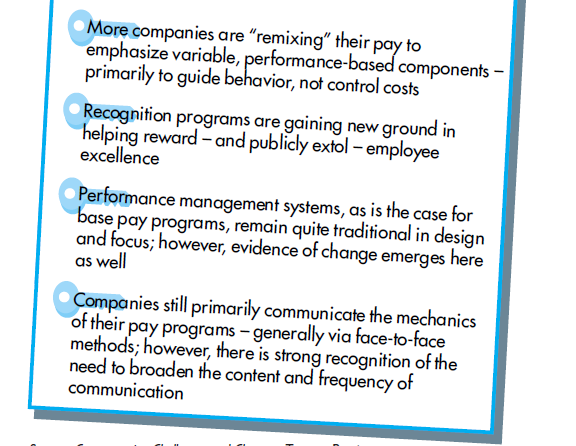 More companies are “remixing” their pay to
emphasize variable, performance-based components –
primarily to guide behavior, not control costs
Recognition programs are gaining new ground in
helping reward – and publicly extol – employee
excellence
Performance management systems, as is the case for
base pay programs, remain quite traditional in design
and focus; however, evidence of change emerges here
as well
Companies still primarily communicate the mechanics
of their pay programs – generally via face-to-face
methods; however, there is strong recognition of the
need to broaden the content and frequency of
communication